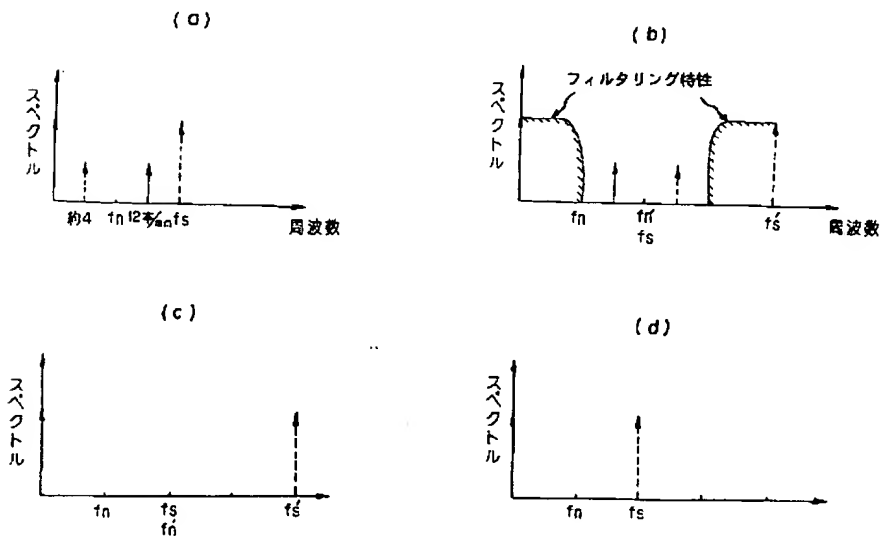 (a)
スペクトル
約4 fn 12本/mm fs
周波数
(b)
フィルタリング特性
スペクトル
fn fn' fs'
fs
周波数
(c)
スペクトル
fn fs fs'
fn'
(d)
スペクトル
fn fs